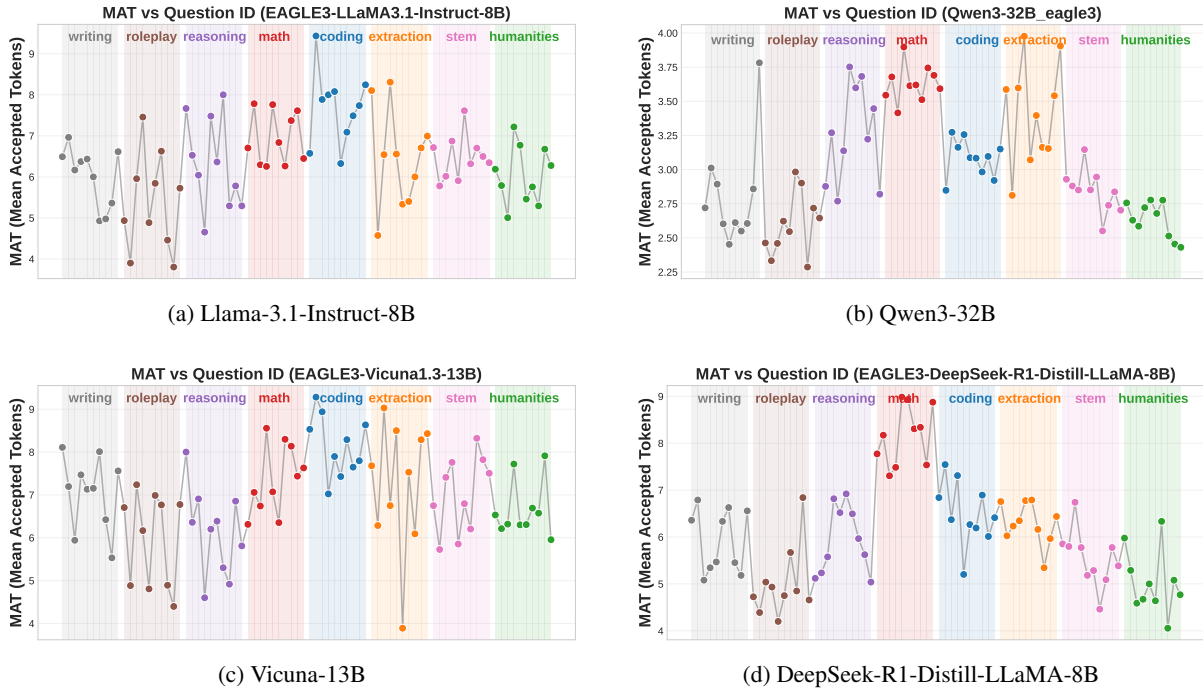 MAT vs Question ID (EAGLE3-LLaMA3.1-Instruct-8B)
MAT (Mean Accepted Tokens)
9
8
7
6
5
4
writing roleplay reasoning math coding extraction stem humanities
(a) Llama-3.1-Instruct-8B
MAT vs Question ID (Qwen3-32B_eagle3)
MAT (Mean Accepted Tokens)
4.00
3.75
3.50
3.25
3.00
2.75
2.50
2.25
writing roleplay reasoning math coding extraction stem humanities
(b) Qwen3-32B
MAT vs Question ID (EAGLE3-Vicuna1.3-13B)
MAT (Mean Accepted Tokens)
9
8
7
6
5
4
writing roleplay reasoning math coding extraction stem humanities
(c) Vicuna-13B
MAT vs Question ID (EAGLE3-DeepSeek-R1-Distill-LLaMA-8B)
MAT (Mean Accepted Tokens)
9
8
7
6
5
4
writing roleplay reasoning math coding extraction stem humanities
(d) DeepSeek-R1-Distill-LLaMA-8B